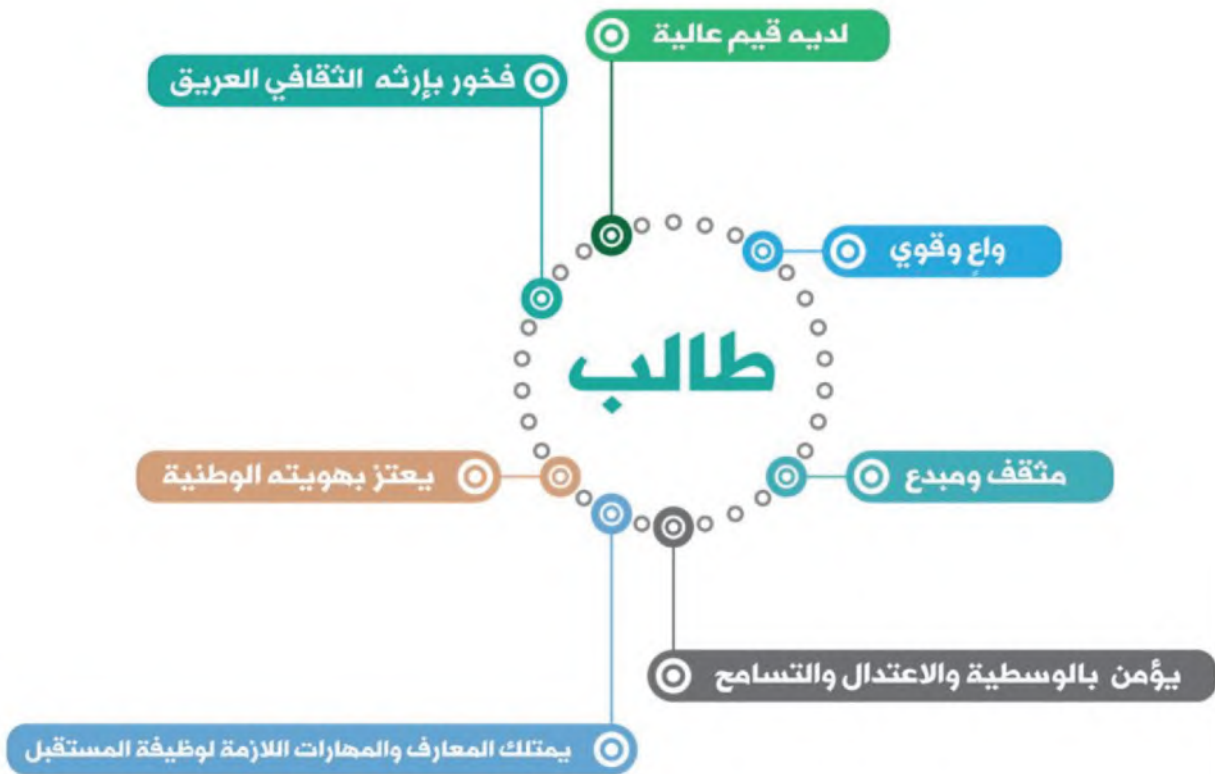 لديه قيم عالية
فخور بإرثه الثقافي العريق
واعٍ وقوي
طالب
يعتز بهويته الوطنية
مثقف ومبدع
يؤمن بالوسطية والاعتدال والتسامح
يمتلك المعارف والمهارات اللازمة لوظيفة المستقبل